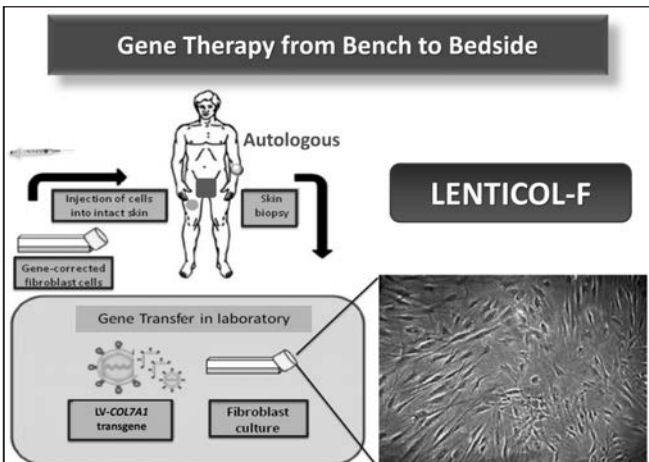 Gene Therapy from Bench to Bedside
Autologous
Injection of cells
into intact skin
Skin
biopsy
LENTICOL-F
Gene-corrected
fibroblast cells
Gene Transfer in laboratory
LV-COL7A1
transgene
Fibroblast
culture